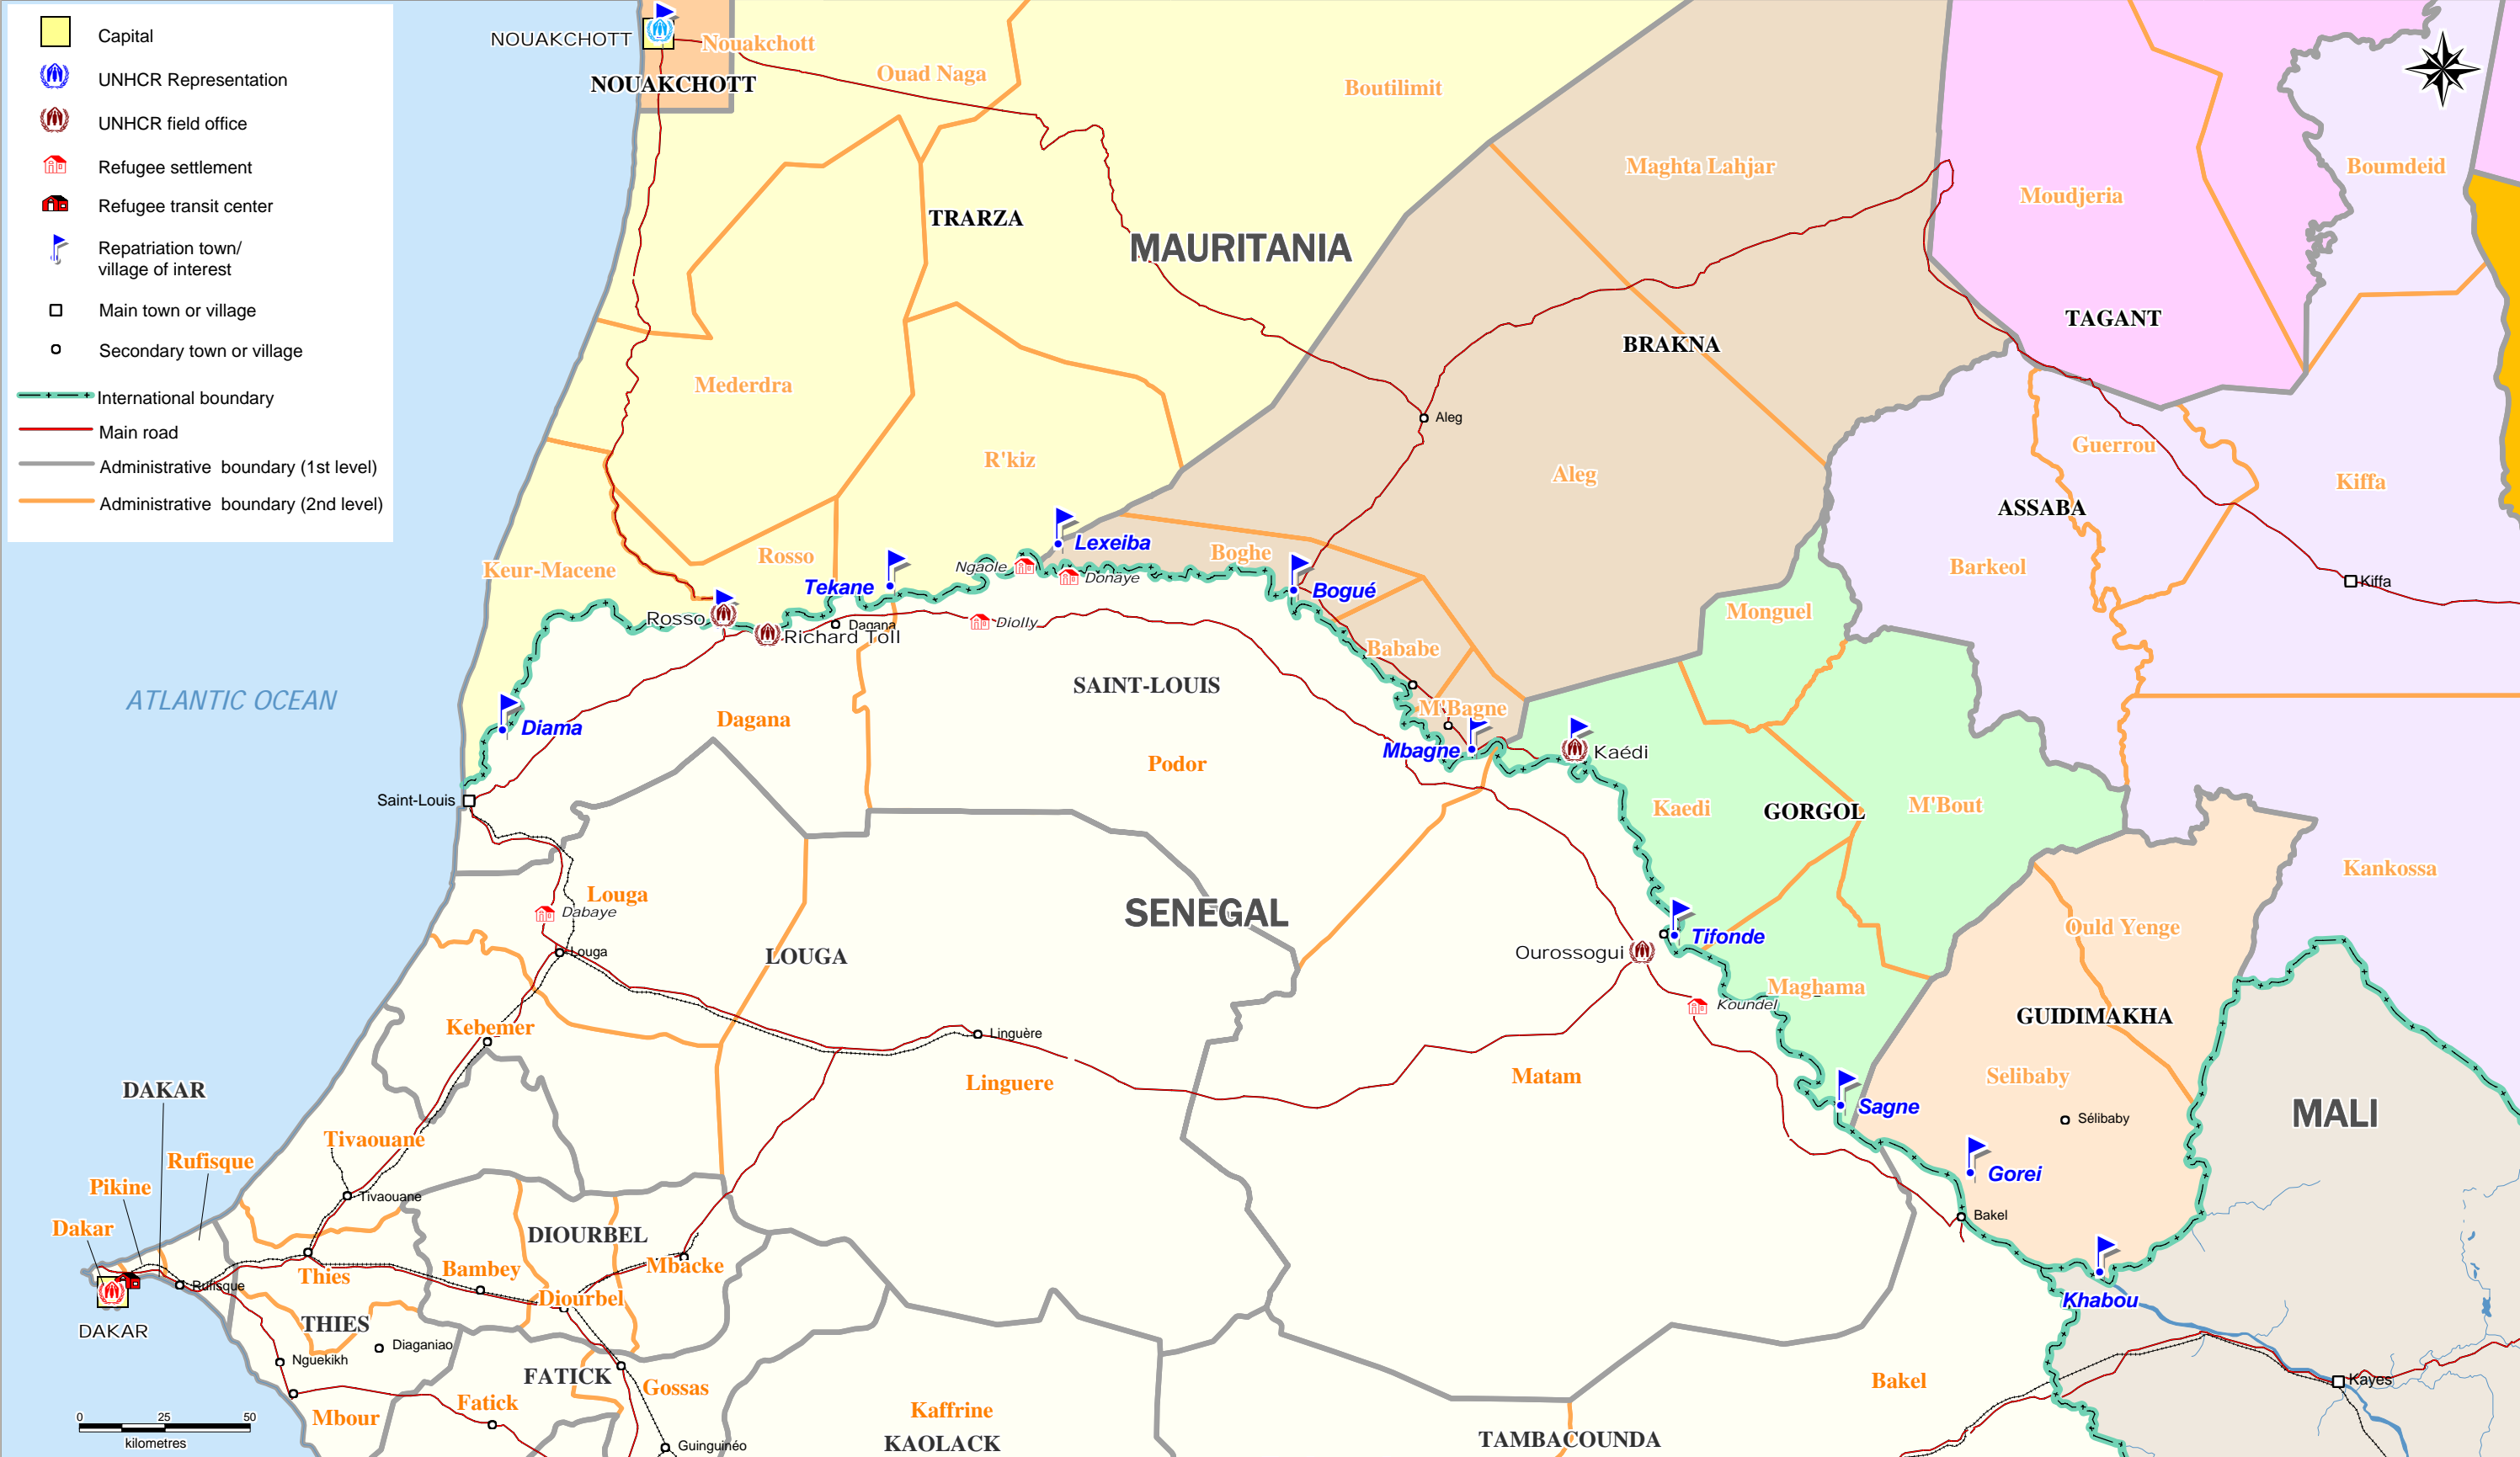 Capital
UNHCR Representation
UNHCR field office
Refugee settlement
Refugee transit center
Repatriation town/
village of interest
Main town or village
Secondary town or village
International boundary
Main road
Administrative boundary (1st level)
Administrative boundary (2nd level)
NOUAKCHOTT
Nouakchott
NOUAKCHOTT
Ouad Naga
Boutilimit
Maghta Lahjar
Moudjeria
Boumdeid
TRARZA
MAURITANIA
BRAKNA
TAGANT
Mederdra
R'kiz
Aleg
Aleg
Guerrou
Kiffa
ASSABA
Barkeol
Kiffa
Keur-Macene
Rosso
Tekane
Lexeiba
Ngaole
Donaye
Boghe
Bogué
Monguel
Rosso
Richard Toll
Dagana
Diolly
Bababe
SAINT-LOUIS
M'Bagne
ATLANTIC OCEAN
Diama
Dagana
Podor
Mbagne
Kaédi
Saint-Louis
Kaedi
GORGOL
M'Bout
Kankossa
Louga
Dabaye
SENEGAL
Louga
LOUGA
Ourossogui
Tifonde
Ould Yenge
Maghama
Koundel
GUIDIMAKHA
Kebemer
Linguère
Linguere
Matam
Selibaby
Sagne
Sélibaby
MALI
DAKAR
Tivaouane
Rufisque
Pikine
Tivaouane
Gorei
Dakar
Bakel
DIOURBEL
Mbacke
Bambey
Thies
Rufisque
Diourbel
Khabou
DAKAR
THIES
Diaganiao
Nguekikh
FATICK
Gossas
Bakel
Kayes
Mbour
Fatick
Kaffrine
KAOLACK
Guinguinéo
TAMBACOUNDA
0 25 50
kilometres